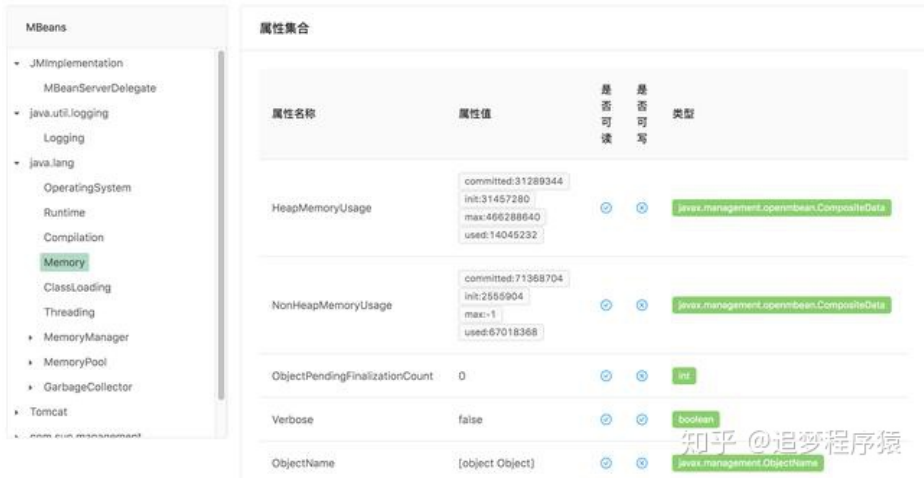 MBeans
JMImplementation
MBeanServerDelegate
java.util.logging
Logging
java.lang
OperatingSystem
Runtime
Compilation
Memory
ClassLoading
Threading
MemoryManager
MemoryPool
GarbageCollector
Tomcat
com.sun.management
属性集合
属性名称 属性值 是否可读 是否可写 类型
HeapMemoryUsage
committed:31289344
init:31457280
max:466288640
used:14045232
javax.management.openmbean.CompositeData
NonHeapMemoryUsage
committed:71368704
init:2555904
max:-1
used:67018368
javax.management.openmbean.CompositeData
ObjectPendingFinalizationCount 0 int
Verbose false boolean
ObjectName [object Object] javax.management.ObjectName
知乎 @追梦程序猿